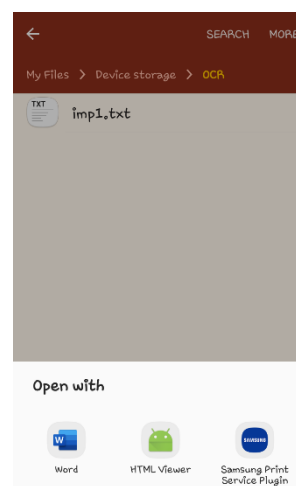 SEARCH MORE
My Files > Device storage > OCR
TXT
imp1.txt
Open with
W
SAMSUNG
Word HTML Viewer Samsung Print
Service Plugin